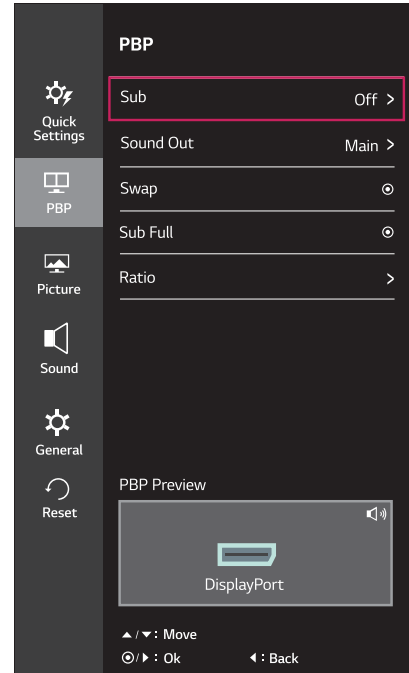 PBP
Quick
Settings
PBP
Picture
Sound
General
Reset
Sub Off >
Sound Out Main >
Swap
Sub Full
Ratio >
PBP Preview
DisplayPort
▲/▼: Move
◉/▶ : Ok ◀ : Back